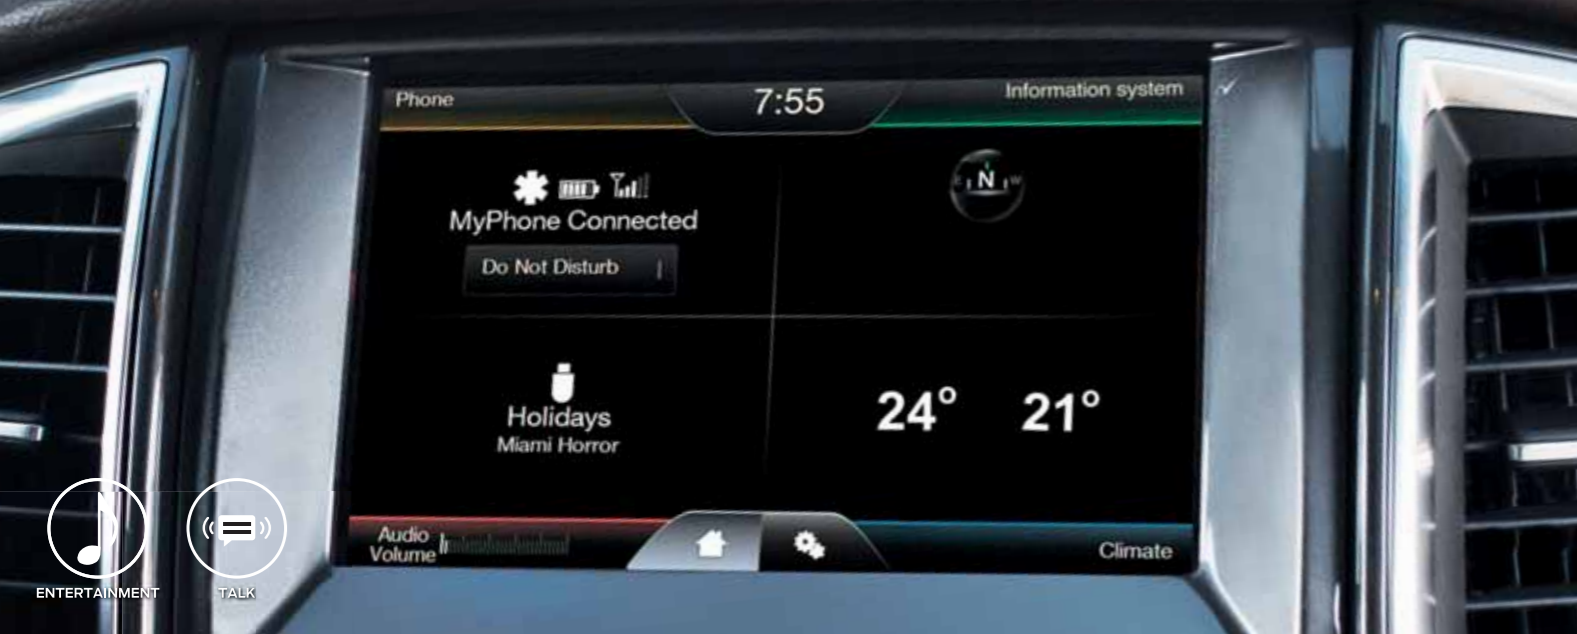 Phone
7:55
Information system
E N W
MyPhone Connected
Do Not Disturb
Holidays
Miami Horror
24° 21°
Audio
Volume
Climate
ENTERTAINMENT
TALK